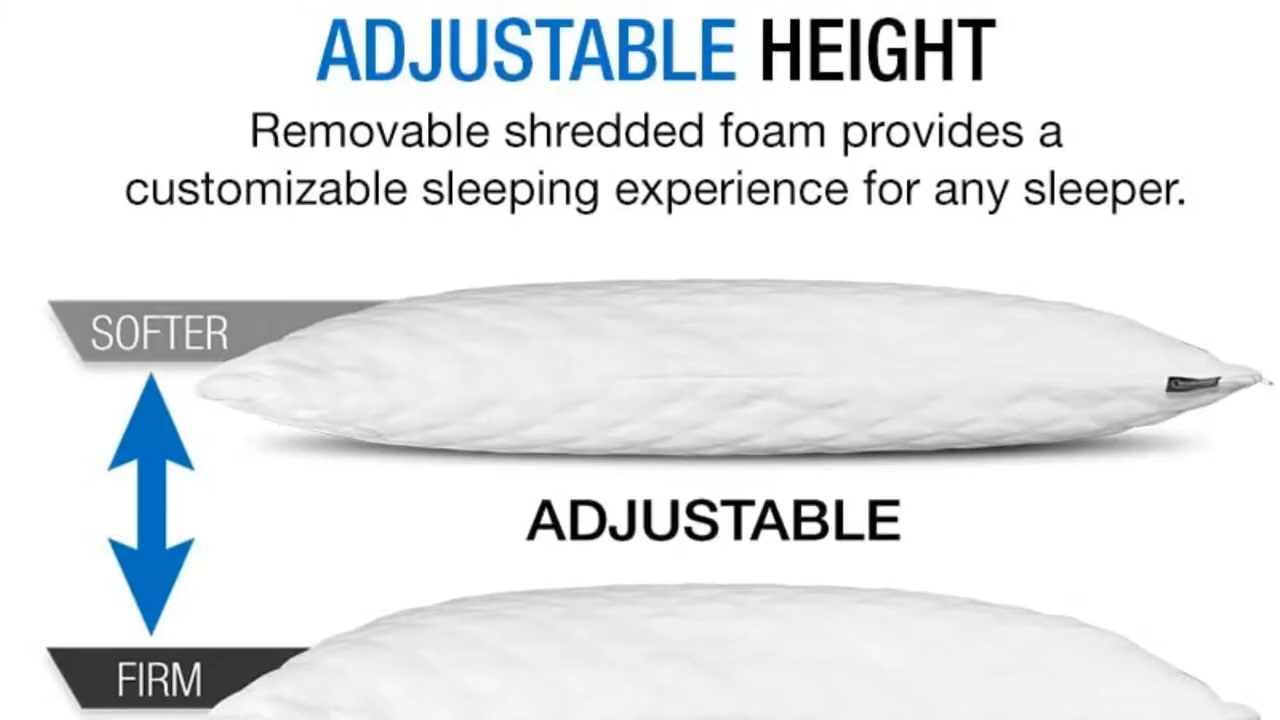 ADJUSTABLE HEIGHT
Removable shredded foam provides a
customizable sleeping experience for any sleeper.
SOFTER
ADJUSTABLE
FIRM